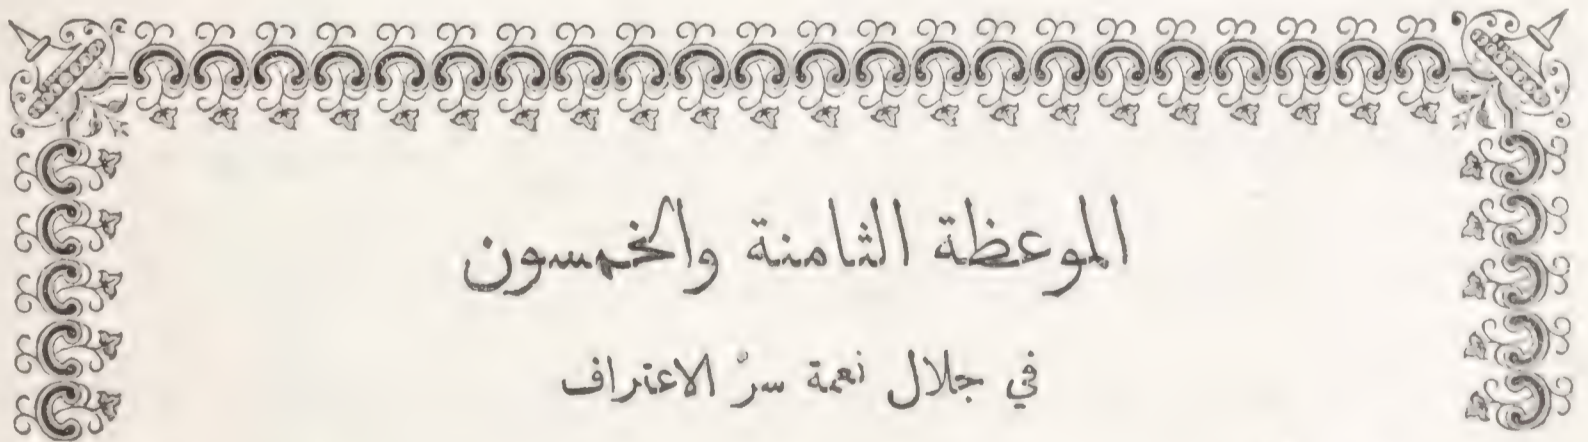 الموعظة الثامنة والخمسون
في جلال نعمة سرّ الاعتراف